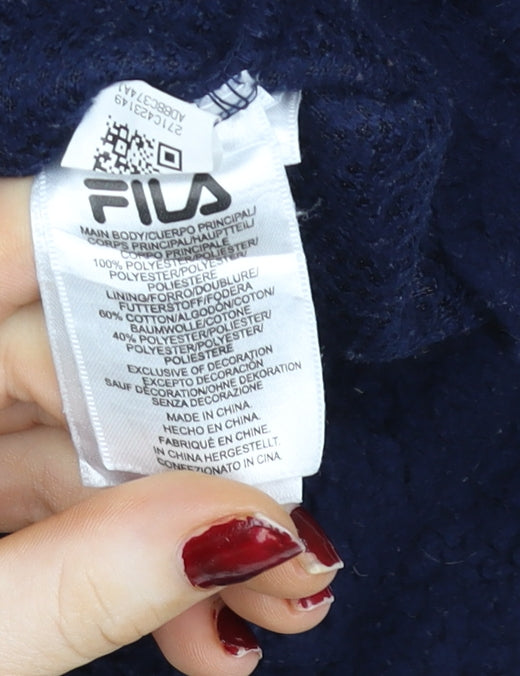 271C423149
ADBBC374A1
FILA
MAIN BODY/CUERPO PRINCIPAL/
CORPS PRINCIPAL/HAUPTTEIL/
CORPO PRINCIPALE
100% POLYESTER/POLIESTER/
POLYESTER/POLYESTER/
POLIESTERE
LINING/FORRO/DOUBLURE/
FUTTERSTOFF/FODERA
60% COTTON/ALGODÓN/COTON/
BAUMWOLLE/COTONE
40% POLYESTER/POLIESTER/
POLYESTER/POLYESTER/
POLIESTERE
EXCLUSIVE OF DECORATION
EXCEPTO DECORACIÓN
SAUF DÉCORATION/OHNE DEKORATION
SENZA DECORAZIONE
MADE IN CHINA.
HECHO EN CHINA.
FABRIQUÉ EN CHINE.
IN CHINA HERGESTELLT.
CONFEZIONATO IN CINA.